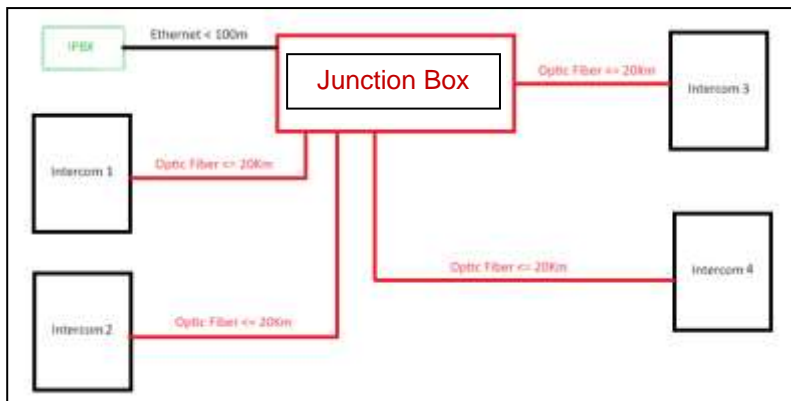 IPBX
Ethernet < 100m
Junction Box
Optic Fiber <= 20Km
Intercom 3
Intercom 1
Optic Fiber <= 20Km
Optic Fiber <= 20Km
Intercom 4
Intercom 2
Optic Fiber <= 20Km